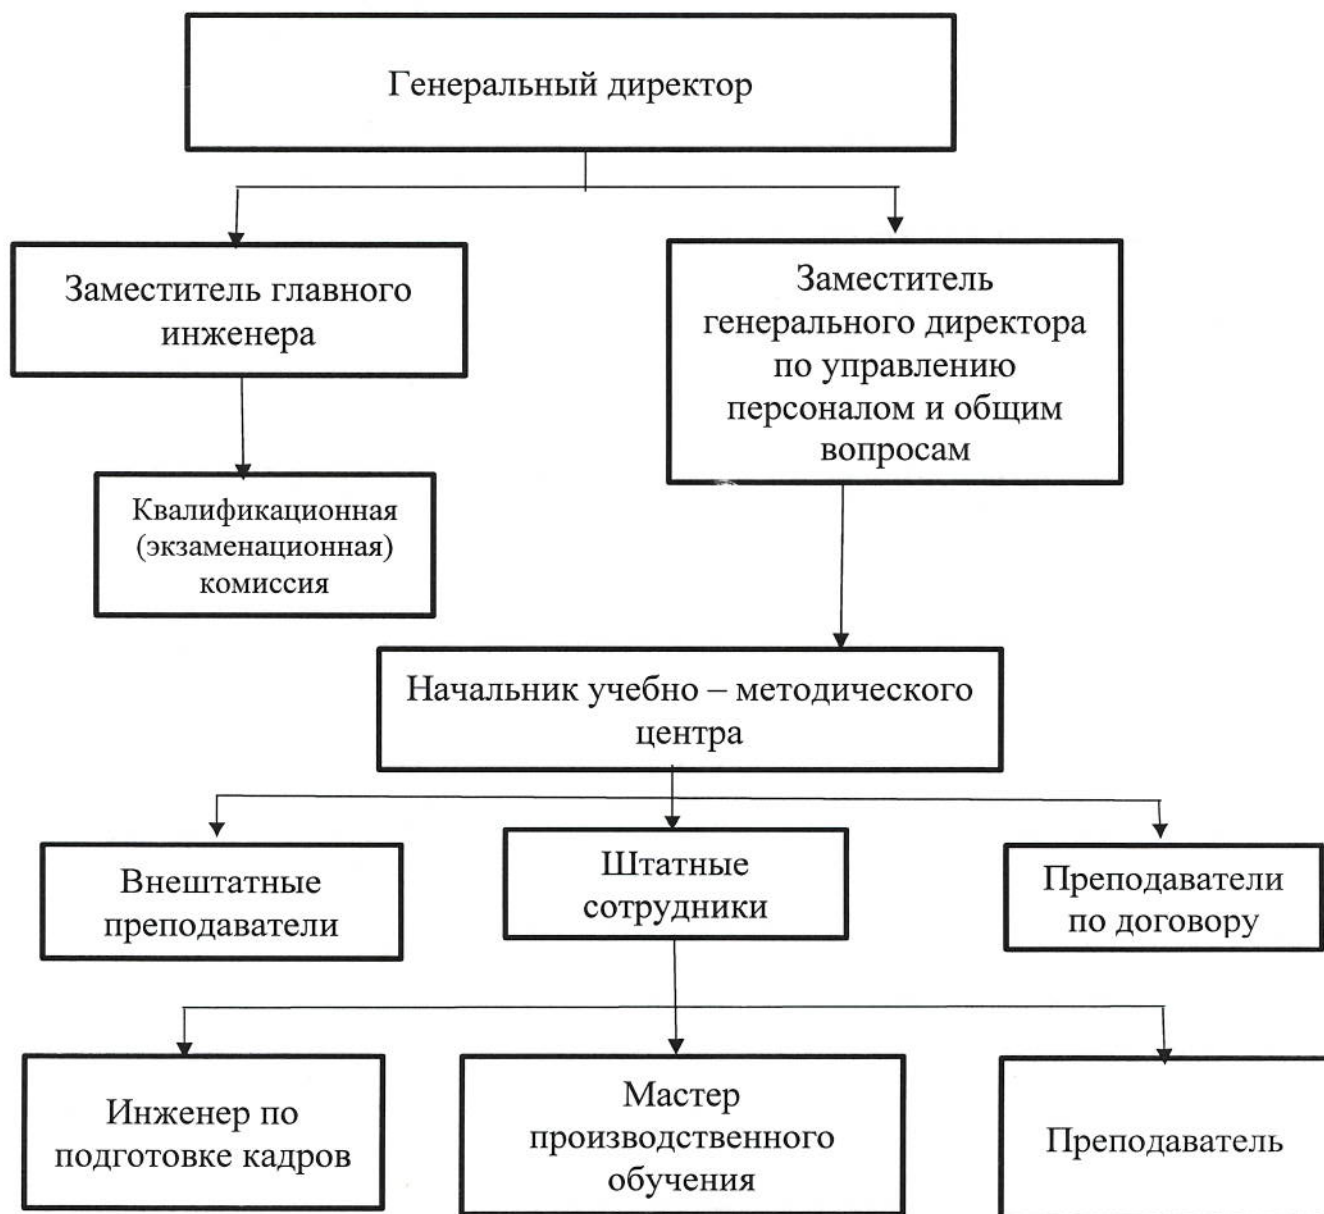 Генеральный директор
Заместитель главного
инженера
Заместитель
генерального директора
по управлению
персоналом и общим
вопросам
Квалификационная
(экзаменационная)
комиссия
Начальник учебно – методического
центра
Внештатные
преподаватели
Штатные
сотрудники
Преподаватели
по договору
Инженер по
подготовке кадров
Мастер
производственного
обучения
Преподаватель